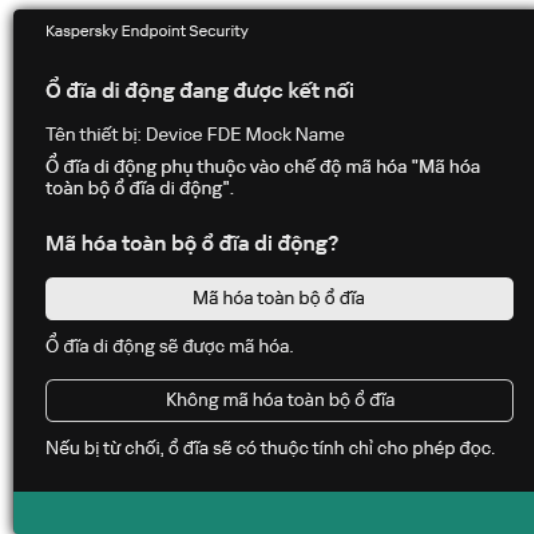 Kaspersky Endpoint Security
Ổ đĩa di động đang được kết nối
Tên thiết bị: Device FDE Mock Name
Ổ đĩa di động phụ thuộc vào chế độ mã hóa "Mã hóa
toàn bộ ổ đĩa di động".
Mã hóa toàn bộ ổ đĩa di động?
Mã hóa toàn bộ ổ đĩa
Ổ đĩa di động sẽ được mã hóa.
Không mã hóa toàn bộ ổ đĩa
Nếu bị từ chối, ổ đĩa sẽ có thuộc tính chỉ cho phép đọc.